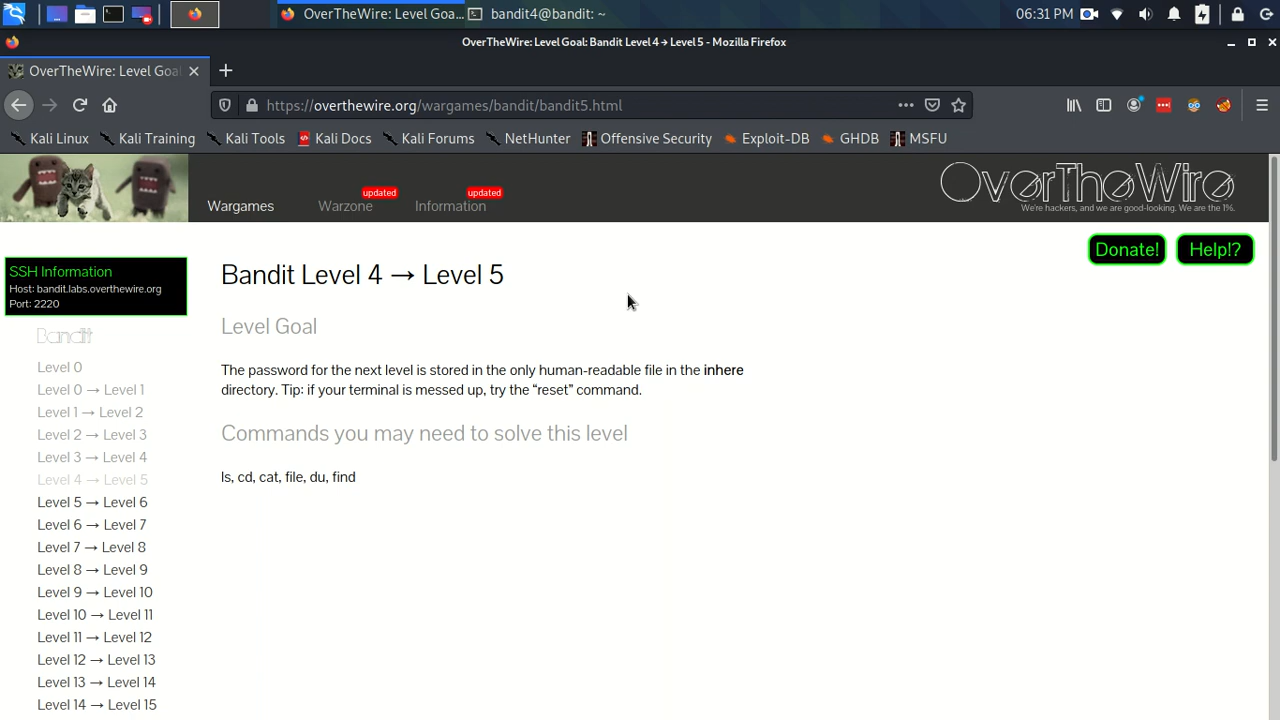 OverTheWire: Level Goa... bandit4@bandit: ~ 06:31 PM
OverTheWire: Level Goal: Bandit Level 4 → Level 5 - Mozilla Firefox
OverTheWire: Level Goal
https://overthewire.org/wargames/bandit/bandit5.html
Kali Linux Kali Training Kali Tools Kali Docs Kali Forums NetHunter Offensive Security Exploit-DB GHDB MSFU
OverTheWire
We're hackers, and we are good-looking. We are the 1%.
updated updated
Wargames Warzone Information
Donate! Help!?
SSH Information
Host: bandit.labs.overthewire.org
Port: 2220
Bandit
Level 0
Level 0 → Level 1
Level 1 → Level 2
Level 2 → Level 3
Level 3 → Level 4
Level 4 → Level 5
Level 5 → Level 6
Level 6 → Level 7
Level 7 → Level 8
Level 8 → Level 9
Level 9 → Level 10
Level 10 → Level 11
Level 11 → Level 12
Level 12 → Level 13
Level 13 → Level 14
Level 14 → Level 15
Bandit Level 4 → Level 5
Level Goal
The password for the next level is stored in the only human-readable file in the inhere
directory. Tip: if your terminal is messed up, try the “reset” command.
Commands you may need to solve this level
ls, cd, cat, file, du, find